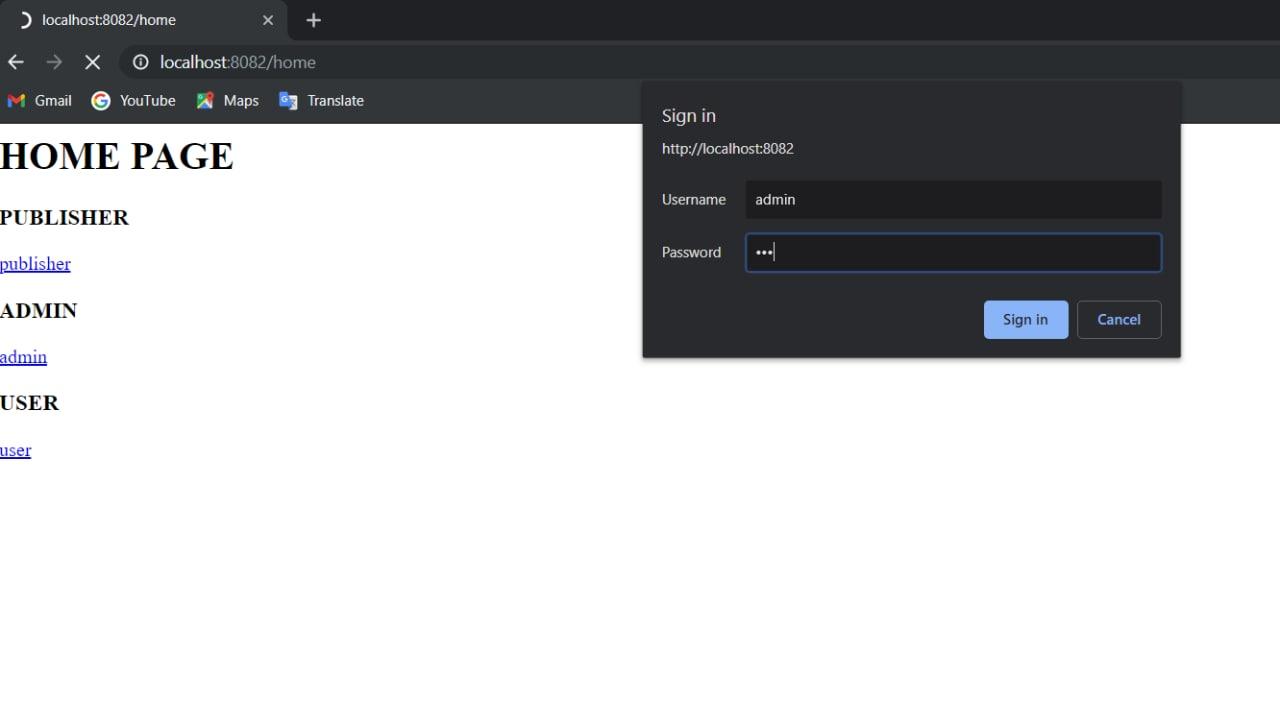 localhost:8082/home
localhost:8082/home
Gmail YouTube Maps Translate
HOME PAGE
PUBLISHER
publisher
ADMIN
admin
USER
user
Sign in
http://localhost:8082
Username admin
Password •••
Sign in Cancel